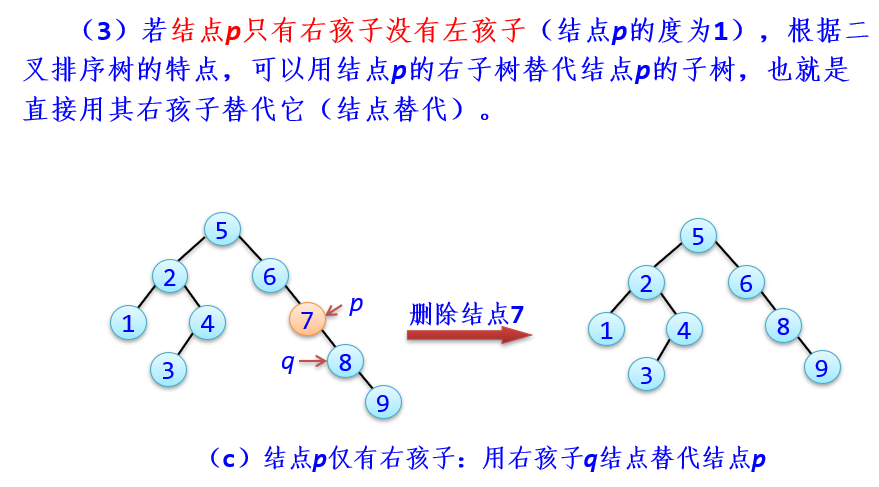 （3）若结点p只有右孩子没有左孩子（结点p的度为1），根据二
叉排序树的特点，可以用结点p的右子树替代结点p的子树，也就是
直接用其右孩子替代它（结点替代）。
5
2
6
1
4
7
p
3
q
8
9
删除结点7
5
2
6
1
4
8
3
9
（c）结点p仅有右孩子：用右孩子q结点替代结点p